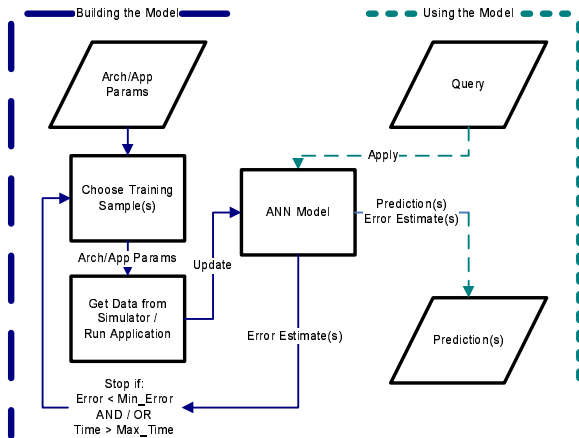 Building the Model
Using the Model
Arch/App
Params
Query
Apply
Choose Training
Sample(s)
ANN Model
Prediction(s)
Error Estimate(s)
Arch/App Params
Update
Get Data from
Simulator /
Run Application
Error Estimate(s)
Prediction(s)
Stop if:
Error < Min_Error
AND / OR
Time > Max_Time